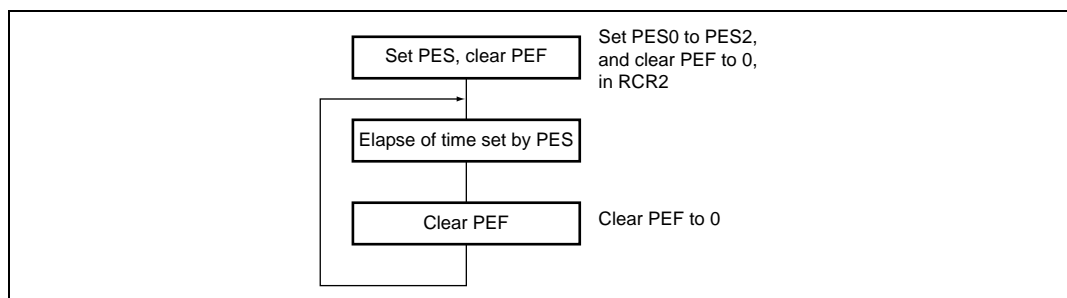 Set PES, clear PEF
Set PES0 to PES2,
and clear PEF to 0,
in RCR2
Elapse of time set by PES
Clear PEF
Clear PEF to 0